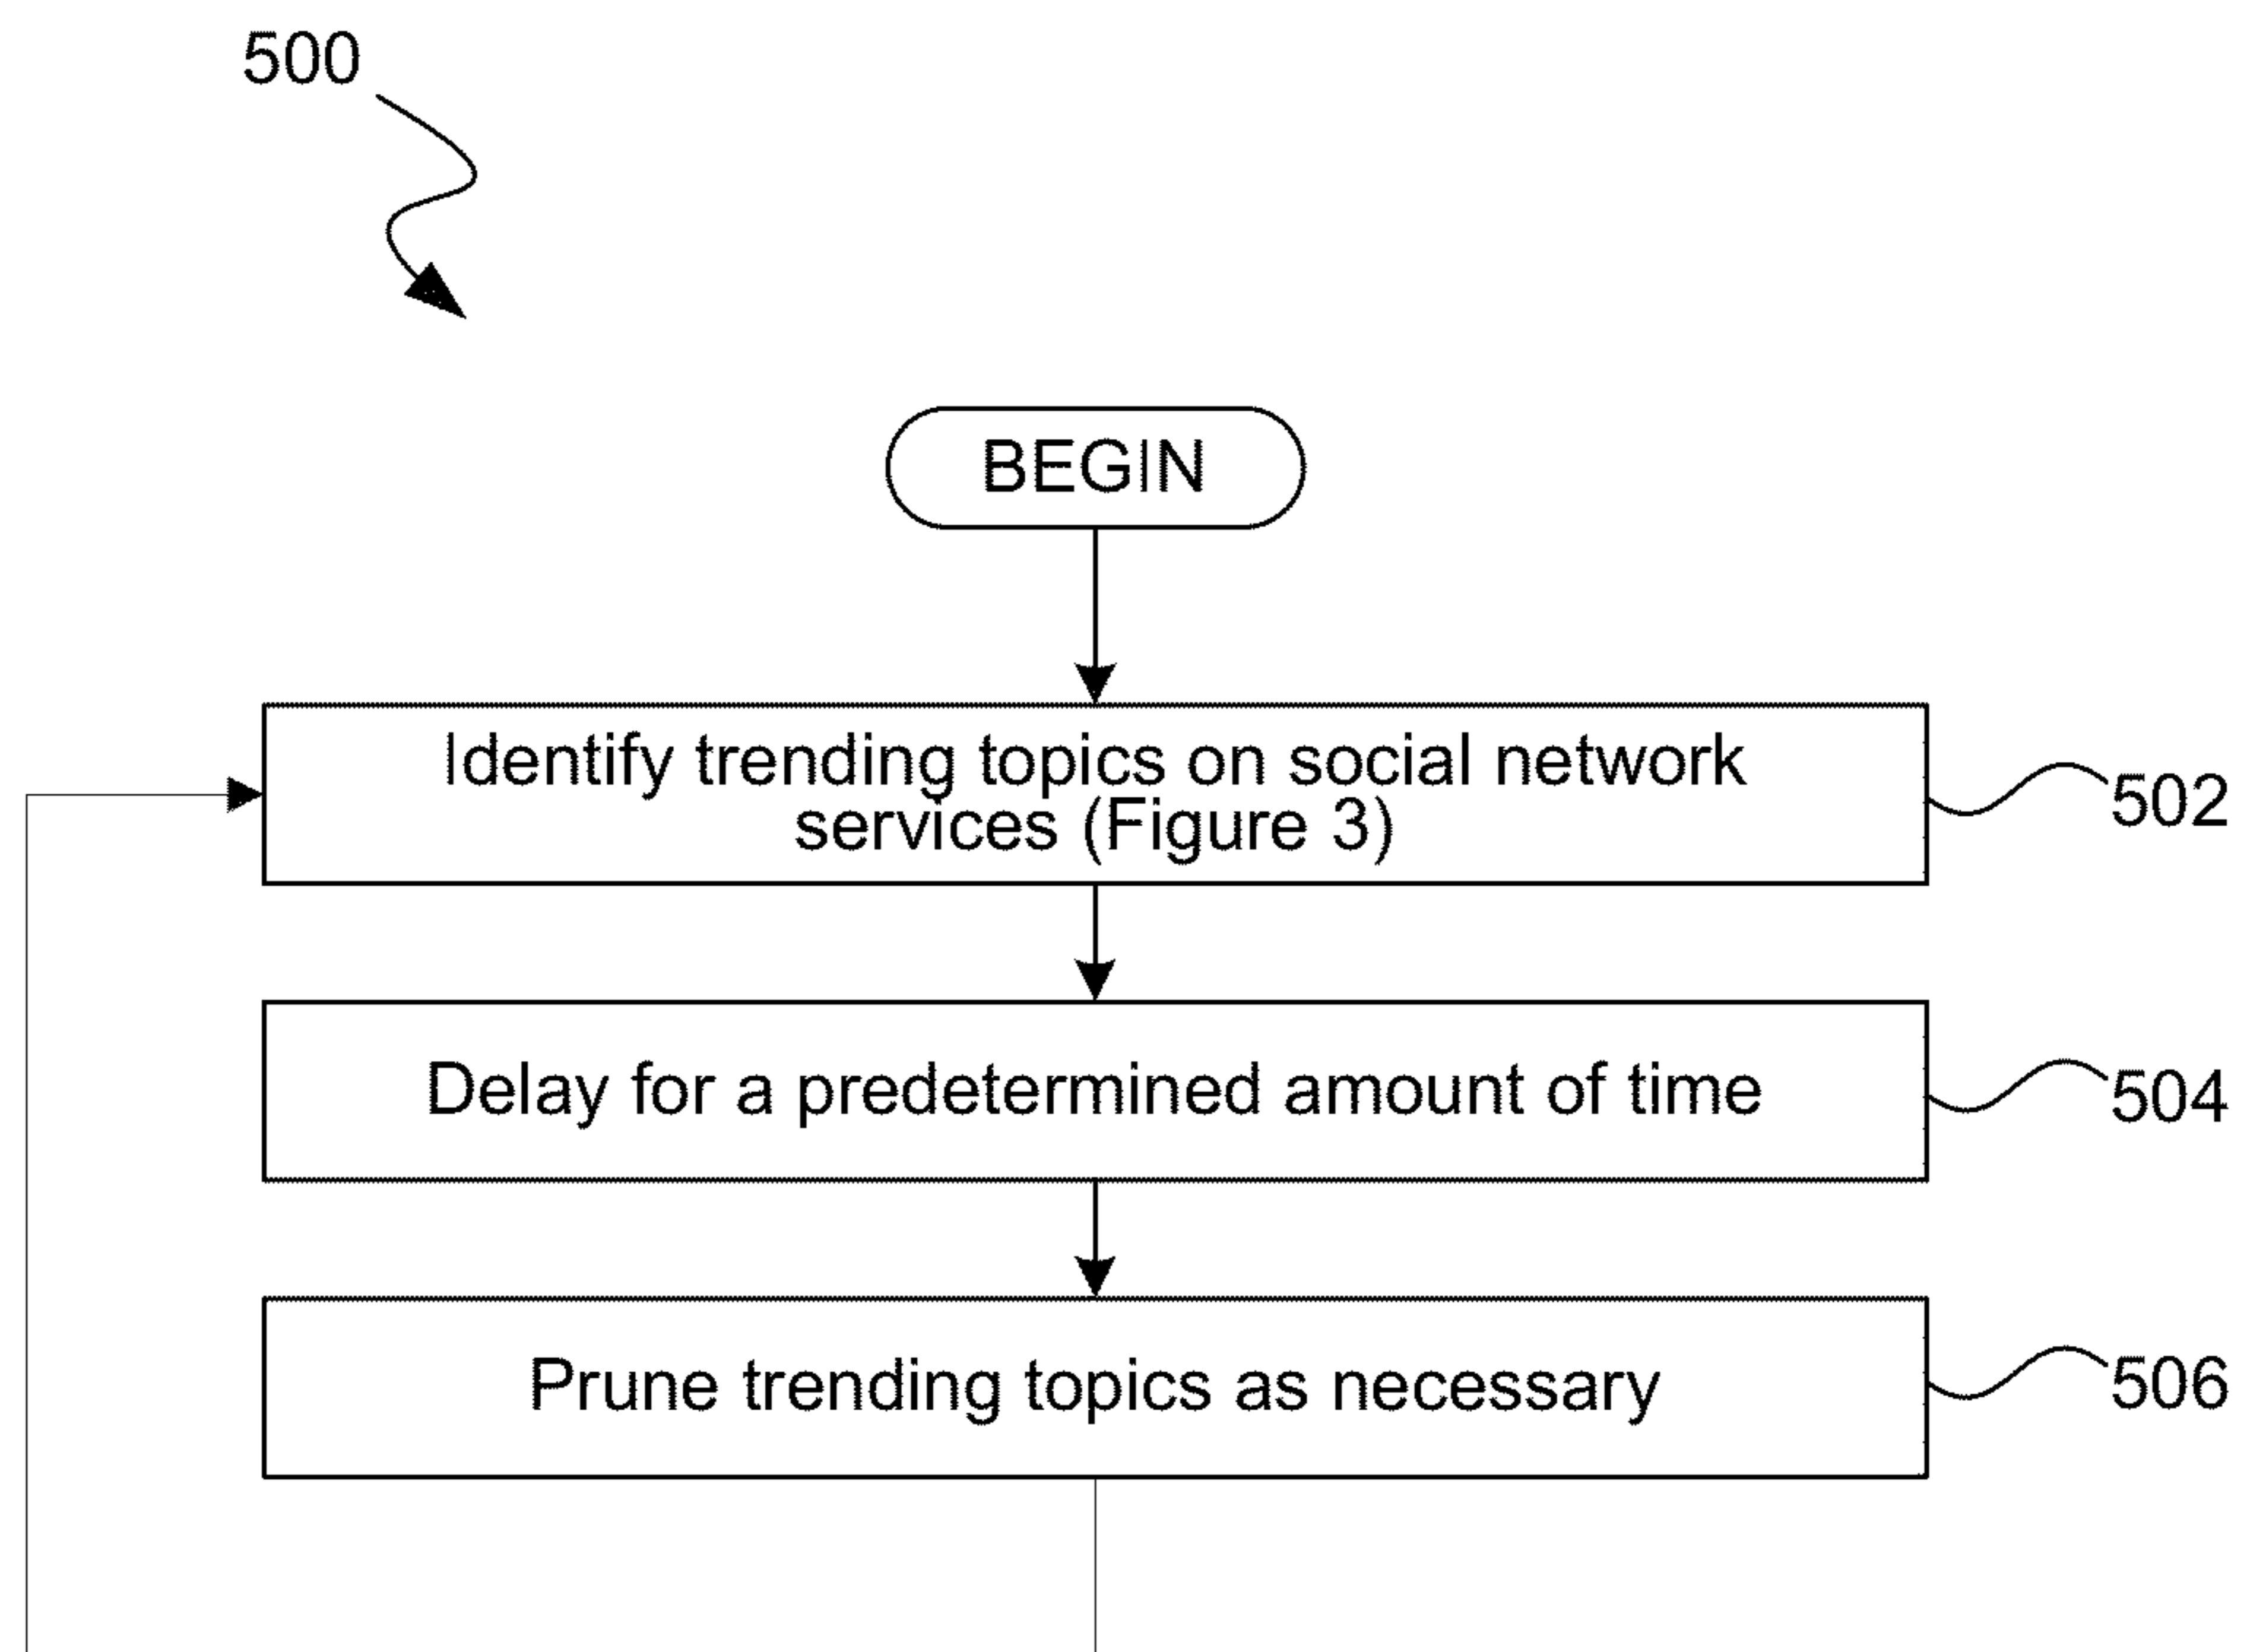 500
BEGIN
Identify trending topics on social network
services (Figure 3)
502
Delay for a predetermined amount of time
504
Prune trending topics as necessary
506